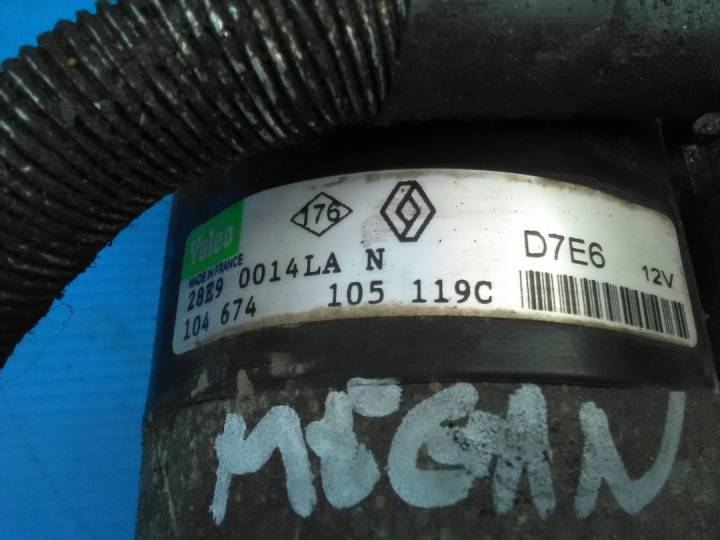 176
Valeo
MADE IN FRANCE
D7E6 12V
28E9 0014LA N
104 674 105 119C
MEGAN